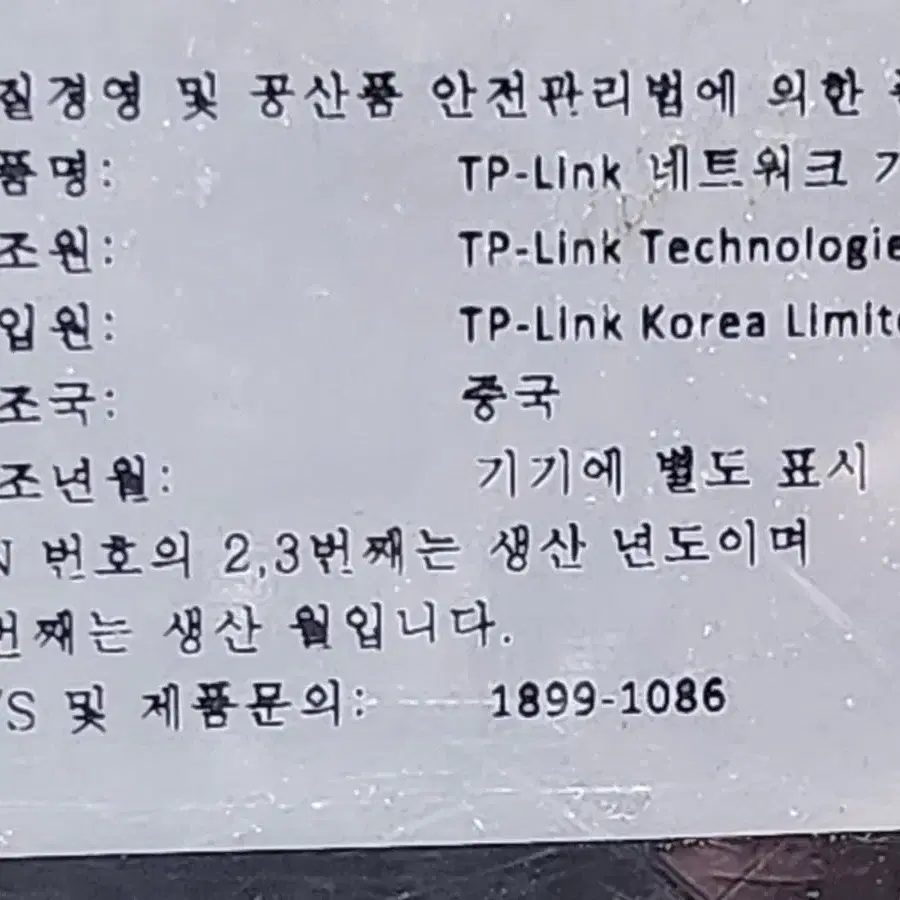 질경영 및 공산품 안전관리법에 의한
품명: TP-Link 네트워크
조원: TP-Link Technologie
입원: TP-Link Korea Limite
조국: 중국
조년월: 기기에 별도 표시
N 번호의 2,3번째는 생산 년도이며
번째는 생산 월입니다.
/S 및 제품문의: 1899-1086